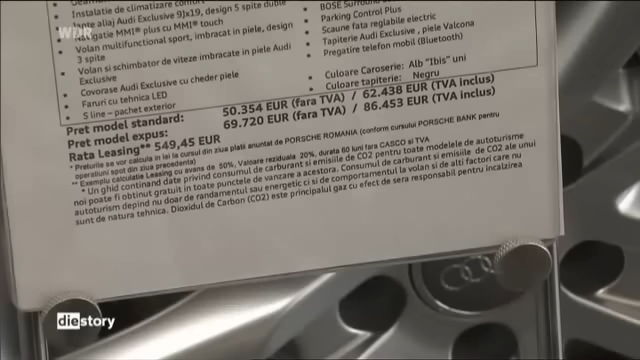 Instalatie de climatizare confort
Jante aliaj Audi Exclusive 9Jx19, design 5 spite duble
Navigatie MMI® plus cu MMI® touch
Volan multifunctional sport, imbracat in piele, design
3 spite
Volan si schimbator de viteze imbracate in piele Audi
Exclusive
Covorase Audi Exclusive cu cheder piele
Faruri cu tehnica LED
S line – pachet exterior
BOSE Surround
Parking Control Plus
Scaune fata reglabile electric
Tapiterie Audi Exclusive , piele Valcona
Pregatire telefon mobil (Bluetooth)
Culoare Caroserie: Alb "Ibis" uni
Culoare tapiterie: Negru
Pret model standard: 50.354 EUR (fara TVA) / 62.438 EUR (TVA inclus)
Pret model expus: 69.720 EUR (fara TVA) / 86.453 EUR (TVA inclus)
Rata Leasing** 549,45 EUR
* Preturile se vor calcula in lei la cursul din ziua platii anuntat de PORSCHE ROMANIA (conform cursului PORSCHE BANK pentru
operatiuni spot din ziua precedenta)
** Exemplu calculatie Leasing cu avans de 50%, Valoare reziduala 20%, durata 60 luni fara CASCO si TVA
* Un ghid continand date privind consumul de carburant si emisiile de CO2 pentru toate modelele de autoturisme
noi poate fi obtinut gratuit in toate punctele de vanzare a acestora. Consumul de carburant si emisiile de CO2 ale unui
autoturism depind nu doar de randamentul sau energetic ci si de comportamentul la volan si de alti factori care nu
sunt de natura tehnica. Dioxidul de Carbon (CO2) este principalul gaz cu efect de sera responsabil pentru incalzirea
WDR
diestory